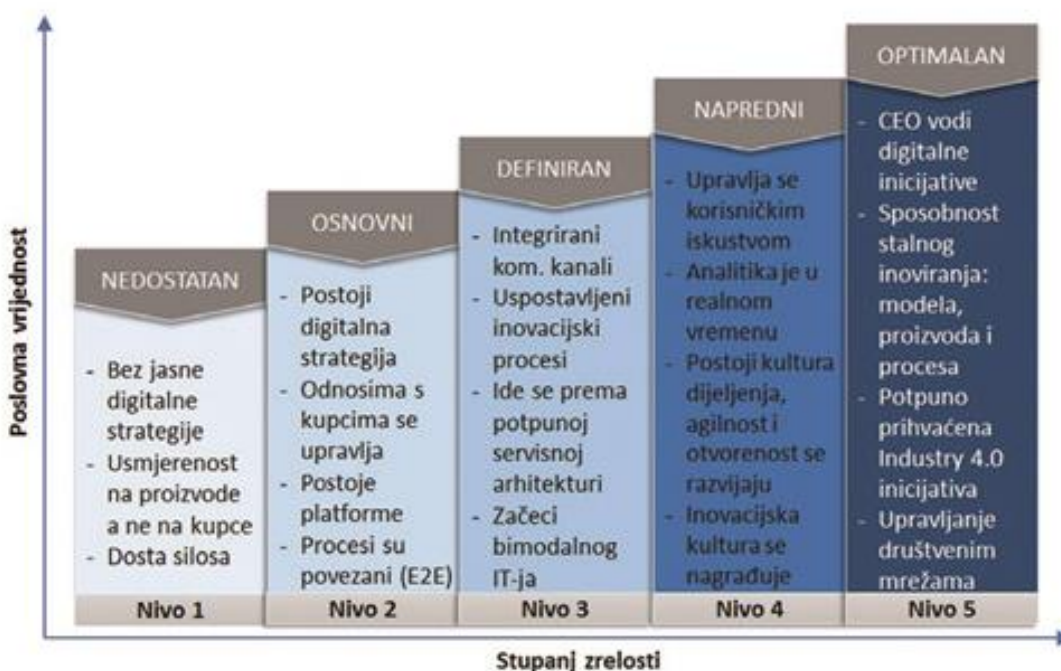 Poslovna vrijednost
NEDOSTATAN
- Bez jasne
digitalne
strategije
- Usmjerenost
na proizvode
a ne na kupce
- Dosta silosa
Nivo 1
OSNOVNI
- Postoji
digitalna
strategija
- Odnosima s
kupcima se
upravlja
- Postoje
platforme
- Procesi su
povezani (E2E)
Nivo 2
DEFINIRAN
- Integrirani
kom. kanali
- Uspostavljeni
inovacijski
procesi
- Ide se prema
potpunoj
servisnoj
arhitekturi
- Začeci
bimodalnog
IT-ja
Nivo 3
NAPREDNI
- Upravlja se
korisničkim
iskustvom
- Analitika je u
realnom
vremenu
- Postoji kultura
dijeljenja,
agilnost i
otvorenost se
razvijaju
- Inovacijska
kultura se
nagrađuje
Nivo 4
OPTIMALAN
- CEO vodi
digitalne
inicijative
- Sposobnost
stalnog
inoviranja:
modela,
proizvoda i
procesa
- Potpuno
prihvaćena
Industry 4.0
inicijativa
- Upravljanje
društvenim
mrežama
Nivo 5
Stupanj zrelosti